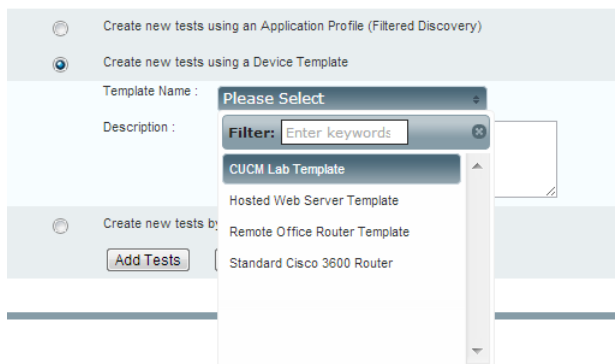 Create new tests using an Application Profile (Filtered Discovery)
Create new tests using a Device Template
Template Name :
Please Select
Description :
Filter: Enter keywords
CUCM Lab Template
Hosted Web Server Template
Remote Office Router Template
Standard Cisco 3600 Router
Create new tests
Add Tests